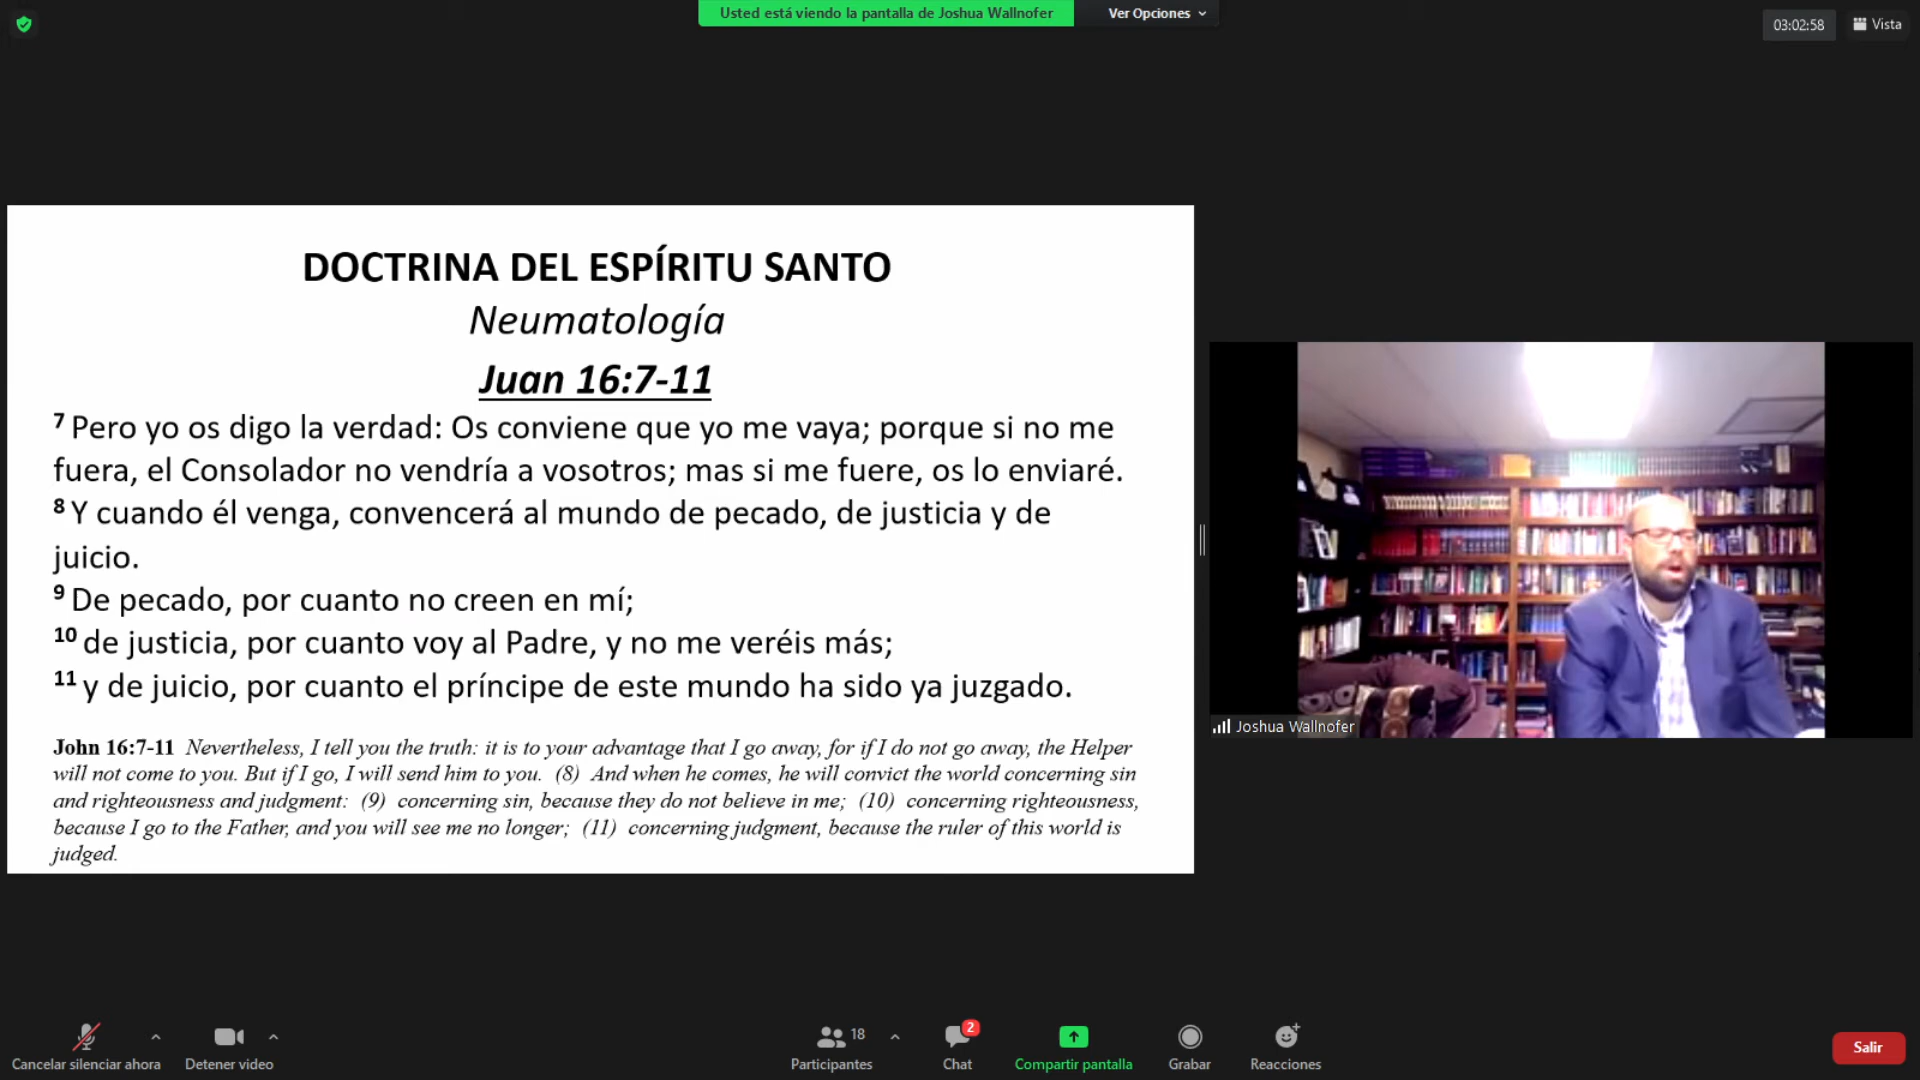 Usted está viendo la pantalla de Joshua Wallnofer
Ver Opciones
03:02:58
Vista
DOCTRINA DEL ESPÍRITU SANTO
Neumatología
Juan 16:7-11
7 Pero yo os digo la verdad: Os conviene que yo me vaya; porque si no me
fuera, el Consolador no vendría a vosotros; mas si me fuere, os lo enviaré.
8 Y cuando él venga, convencerá al mundo de pecado, de justicia y de
juicio.
9 De pecado, por cuanto no creen en mí;
10 de justicia, por cuanto voy al Padre, y no me veréis más;
11 y de juicio, por cuanto el príncipe de este mundo ha sido ya juzgado.
John 16:7-11 Nevertheless, I tell you the truth: it is to your advantage that I go away, for if I do not go away, the Helper
will not come to you. But if I go, I will send him to you. (8) And when he comes, he will convict the world concerning sin
and righteousness and judgment: (9) concerning sin, because they do not believe in me; (10) concerning righteousness,
because I go to the Father, and you will see me no longer; (11) concerning judgment, because the ruler of this world is
judged.
Joshua Wallnofer
Cancelar silenciar ahora
Detener video
18
Participantes
2
Chat
Compartir pantalla
Grabar
Reacciones
Salir